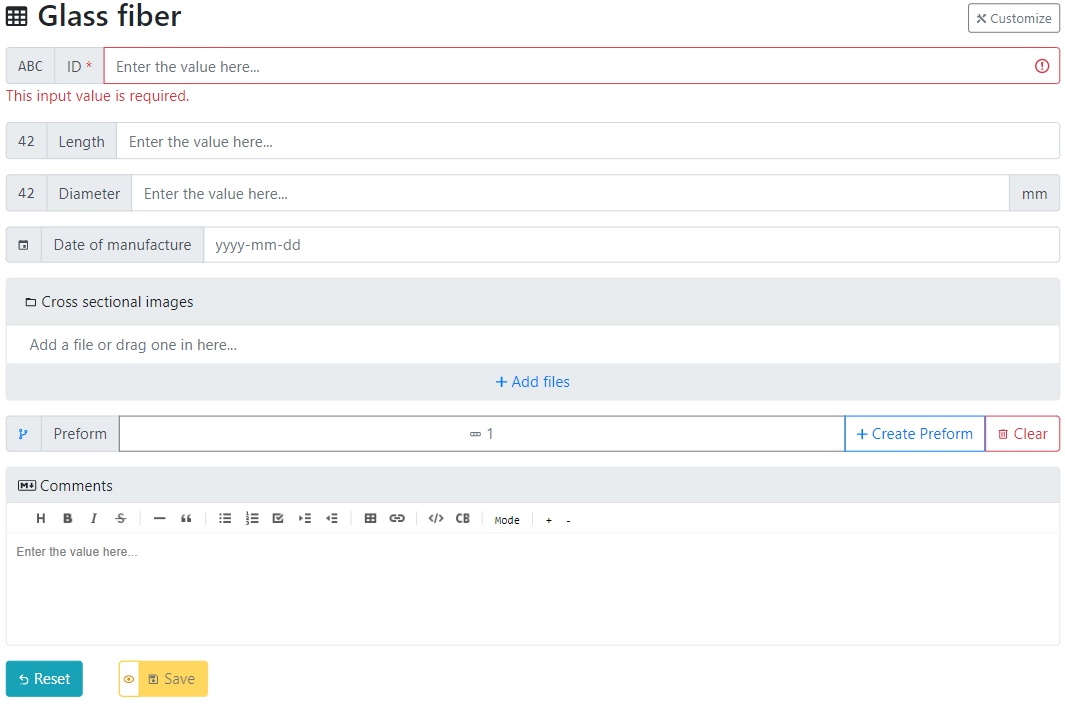 Glass fiber
Customize
ABC ID * Enter the value here...
This input value is required.
42 Length Enter the value here...
42 Diameter Enter the value here... mm
Date of manufacture yyyy-mm-dd
Cross sectional images
Add a file or drag one in here...
+ Add files
Preform 1 + Create Preform Clear
Comments
H B I S “ </> CB Mode + -
Enter the value here...
Reset Save